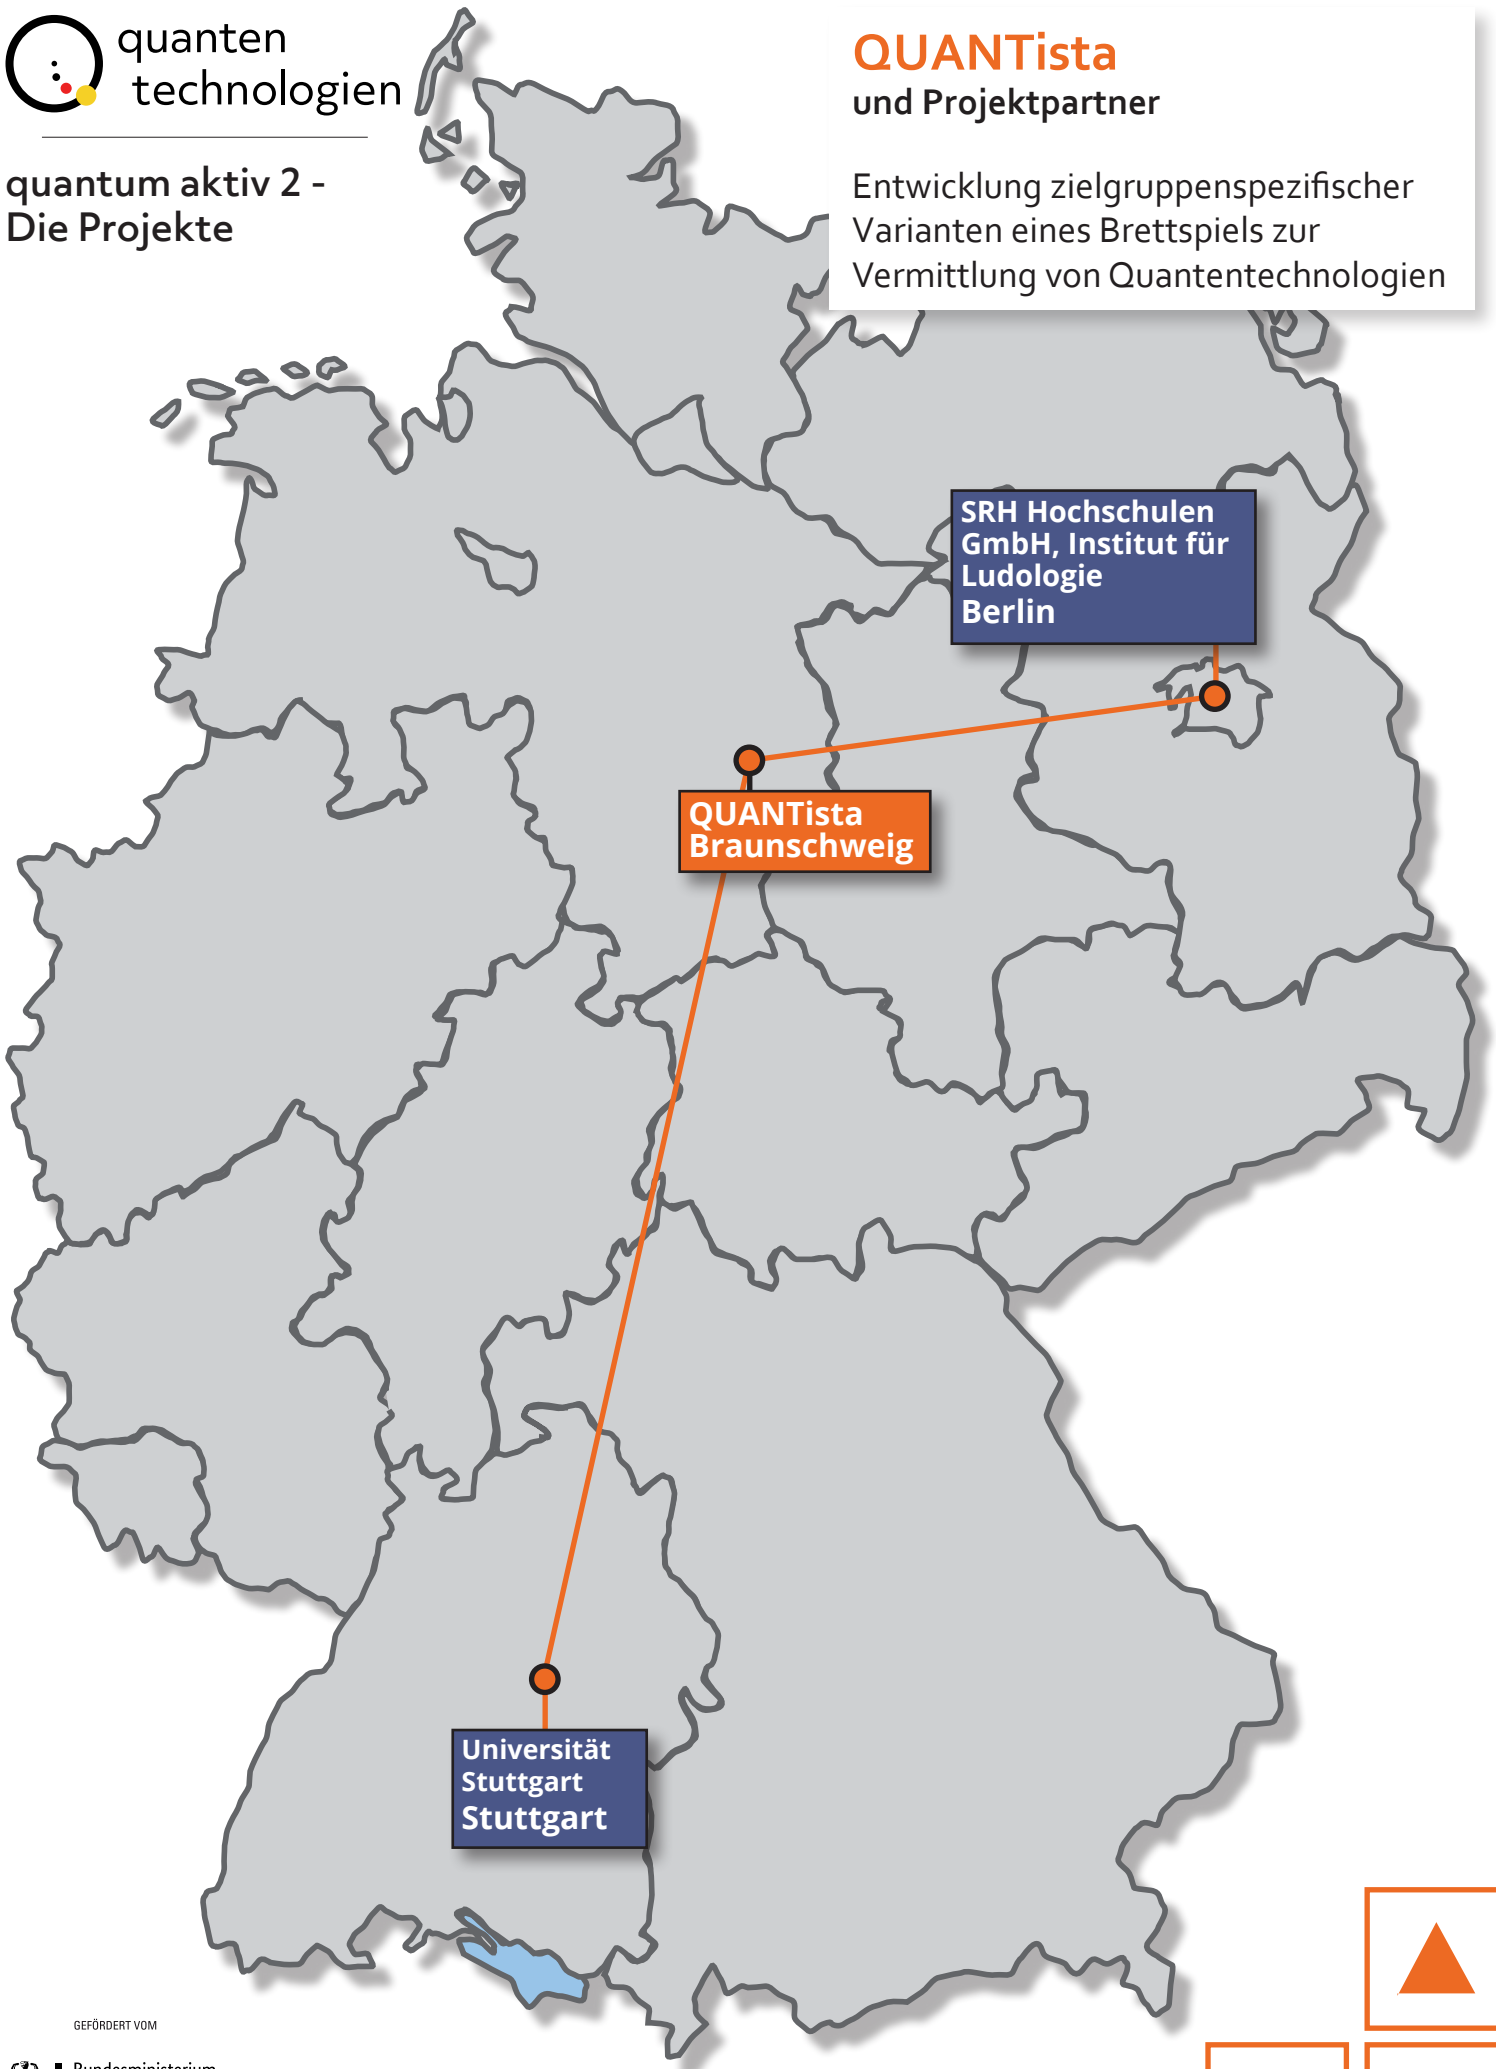 quanten
technologien
quantum aktiv 2 -
Die Projekte
QUANTista
und Projektpartner
Entwicklung zielgruppenspezifischer
Varianten eines Brettspiels zur
Vermittlung von Quantentechnologien
SRH Hochschulen
GmbH, Institut für
Ludologie
Berlin
QUANTista
Braunschweig
Universität
Stuttgart
Stuttgart
GEFÖRDERT VOM
Bundesministerium